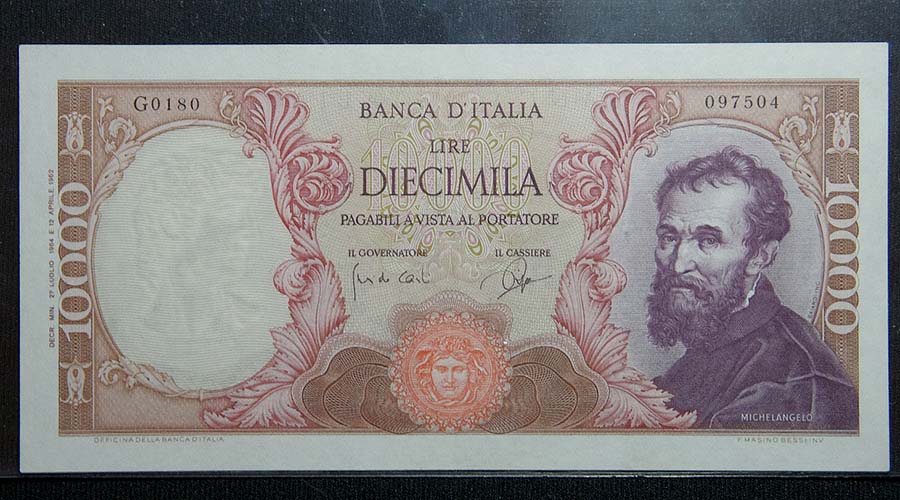 G0180
097504
BANCA D'ITALIA
LIRE
10000
DIECIMILA
PAGABILI A VISTA AL PORTATORE
IL GOVERNATORE
IL CASSIERE
10000
10000
DECR. MIN. 27 LUGLIO 1964 E 12 APRILE 1962
MICHELANGELO
OFFICINA DELLA BANCA D'ITALIA
F. MASINO BESSI INV.